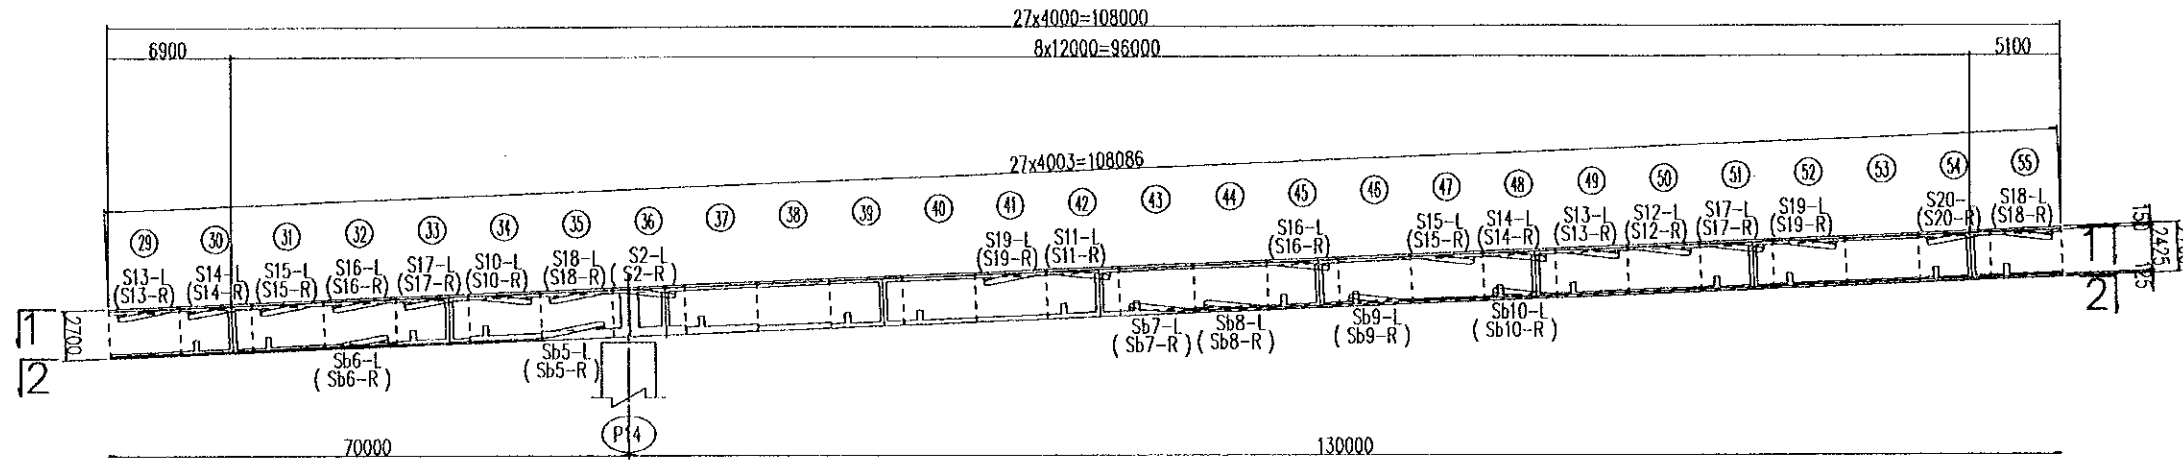 27x4000=108000
6900
8x12000=96000
5100
27x4003=108086
29 30 31 32 33 34 35 36 37 38 39 40 41 42 43 44 45 46 47 48 49 50 51 52 53 54 55
S13-L
(S13-R)
S14-L
(S14-R)
S15-L
(S15-R)
S16-L
(S16-R)
S17-L
(S17-R)
S10-L
(S10-R)
S18-L
(S18-R)
S2-L
( S2-R )
S19-L
(S19-R)
S11-L
(S11-R)
S16-L
(S16-R)
S15-L
(S15-R)
S14-L
(S14-R)
S13-L
(S13-R)
S12-L
(S12-R)
S17-L
(S17-R)
S19-L
(S19-R)
S20-
(S20-R)
S18-L
(S18-R)
150
2425
125
1
2
2700
1
2
Sb6-L
( Sb6-R )
Sb5-L
( Sb5-R )
Sb7-L
( Sb7-R )
Sb8-L
( Sb8-R )
Sb9-L
( Sb9-R )
Sb10-L
( Sb10-R )
P14
70000
130000